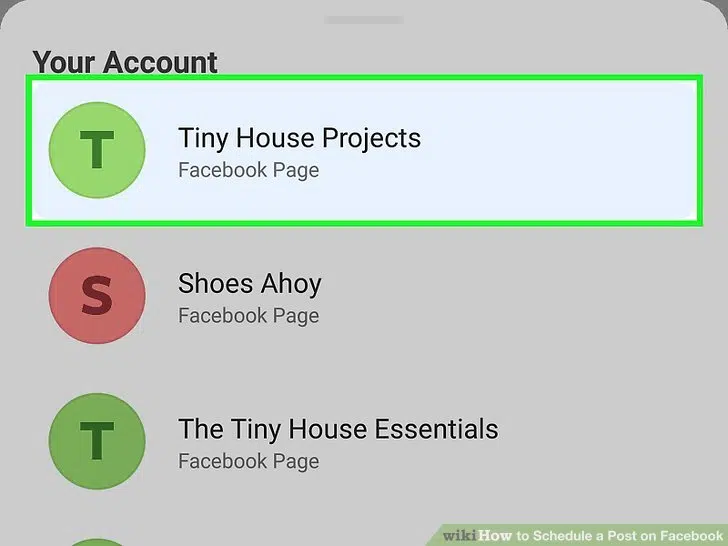 Your Account
T
Tiny House Projects
Facebook Page
S
Shoes Ahoy
Facebook Page
T
The Tiny House Essentials
Facebook Page
wikiHow to Schedule a Post on Facebook